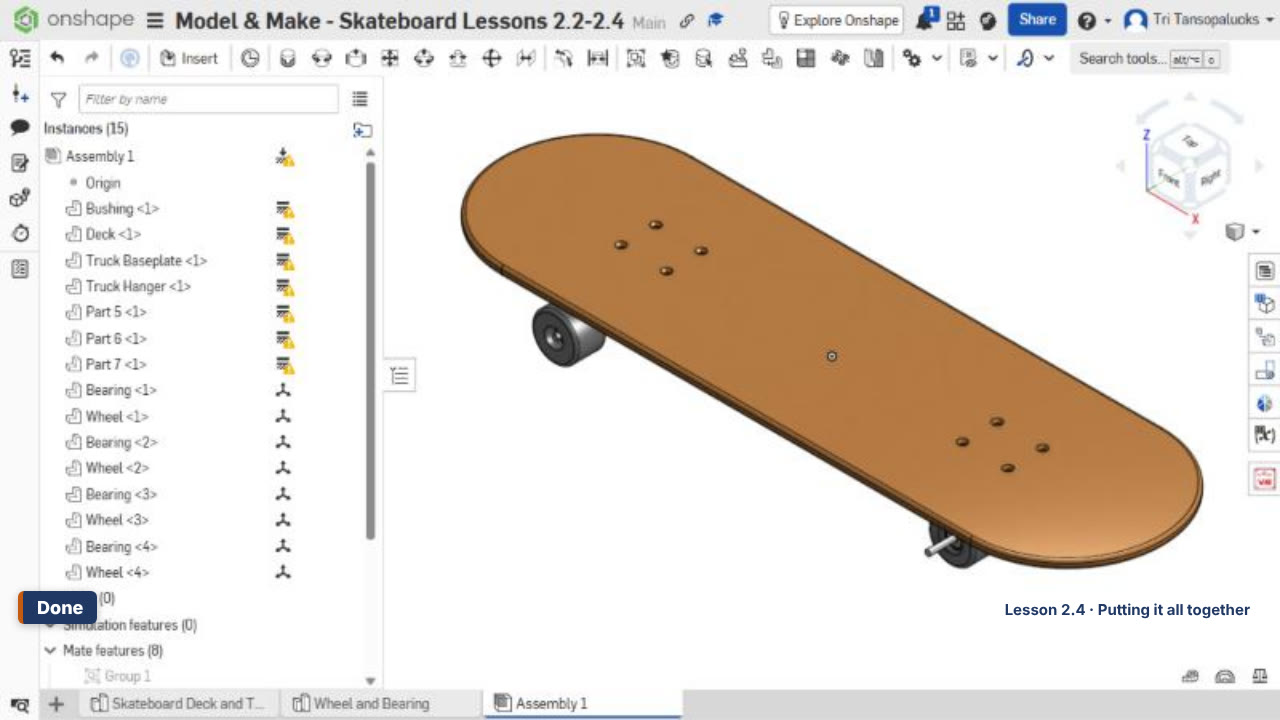 onshape Model & Make - Skateboard Lessons 2.2-2.4 Main Explore Onshape 1 Share Tri Tansopalucks
Insert Search tools... alt/⌥ c
Filter by name
Instances (15)
Assembly 1
Origin
Bushing <1>
Deck <1>
Truck Baseplate <1>
Truck Hanger <1>
Part 5 <1>
Part 6 <1>
Part 7 <1>
Bearing <1>
Wheel <1>
Bearing <2>
Wheel <2>
Bearing <3>
Wheel <3>
Bearing <4>
Wheel <4>
(0)
Simulation features (0)
Mate features (8)
Group 1
Done
Z
Top
Front
Right
X
Lesson 2.4 · Putting it all together
Skateboard Deck and T... Wheel and Bearing Assembly 1